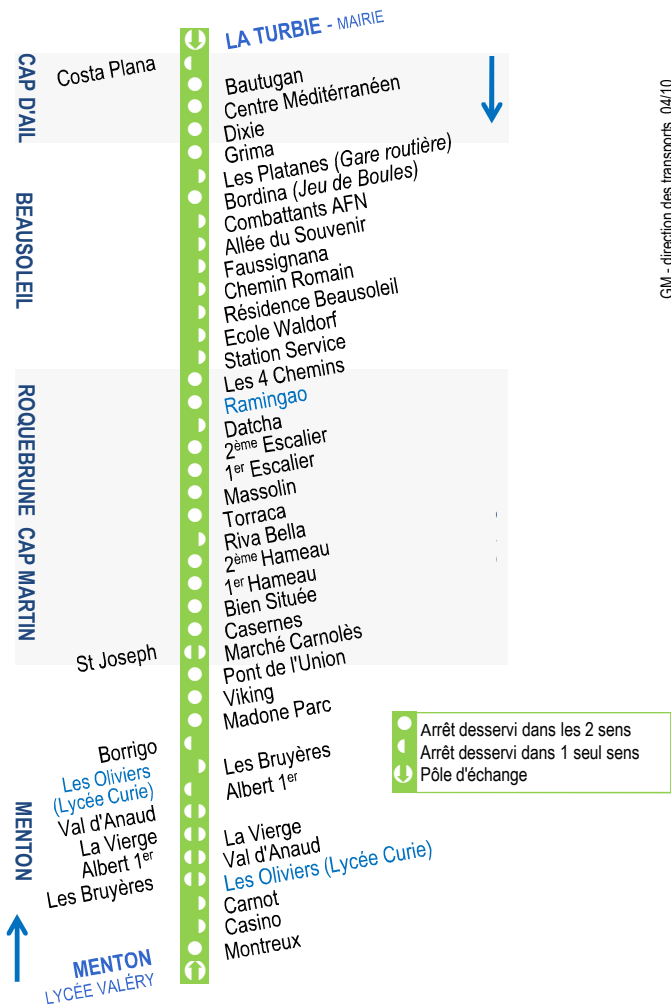 LA TURBIE - MAIRIE
CAP D'AIL
Costa Plana
Bautugan
Centre Méditérranéen
Dixie
Grima
Les Platanes (Gare routière)
Bordina (Jeu de Boules)
BEAUSOLEIL
Combattants AFN
Allée du Souvenir
Faussignana
Chemin Romain
Résidence Beausoleil
Ecole Waldorf
Station Service
Les 4 Chemins
ROQUEBRUNE CAP MARTIN
Ramingao
Datcha
2ème Escalier
1er Escalier
Massolin
Torraca
Riva Bella
2ème Hameau
1er Hameau
Bien Située
Casernes
St Joseph
Marché Carnolès
Pont de l'Union
Viking
Madone Parc
Borrigo
Les Bruyères
Les Oliviers
(Lycée Curie)
Albert 1er
MENTON
Val d'Anaud
La Vierge
La Vierge
Val d'Anaud
Albert 1er
Les Oliviers (Lycée Curie)
Les Bruyères
Carnot
Casino
Montreux
MENTON
LYCÉE VALÉRY
Arrêt desservi dans les 2 sens
Arrêt desservi dans 1 seul sens
Pôle d'échange
GM - direction des transports 04/10